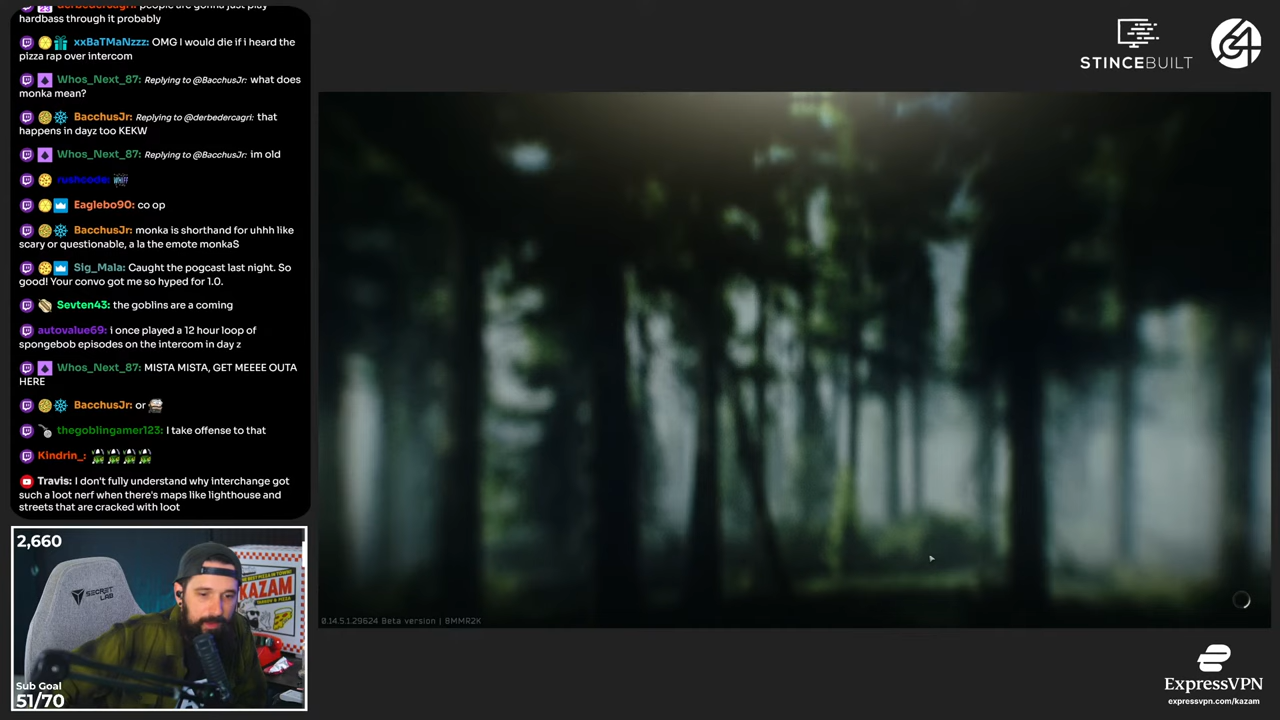 derbedercagri: people are gonna just play
hardbass through it probably
xxBaTMaNzzz: OMG I would die if i heard the
pizza rap over intercom
Whos_Next_87: Replying to @BacchusJr: what does
monka mean?
BacchusJr: Replying to @derbedercagri: that
happens in dayz too KEKW
Whos_Next_87: Replying to @BacchusJr: im old
rushcode:
Eaglebo90: co op
BacchusJr: monka is shorthand for uhhh like
scary or questionable, a la the emote monkaS
Sig_Mala: Caught the pogcast last night. So
good! Your convo got me so hyped for 1.0.
Sevten43: the goblins are a coming
autovalue69: i once played a 12 hour loop of
spongebob episodes on the intercom in day z
Whos_Next_87: MISTA MISTA, GET MEEEE OUTA
HERE
BacchusJr: or
thegoblingamer123: I take offense to that
Kindrin_:
Travis: I don't fully understand why interchange got
such a loot nerf when there's maps like lighthouse and
streets that are cracked with loot
2,660
SECRET
LAB
KAZAM
Sub Goal
51/70
STINCEBUILT
G4
0.14.5.1.29624 Beta version | BMMR2K
ExpressVPN
expressvpn.com/kazam